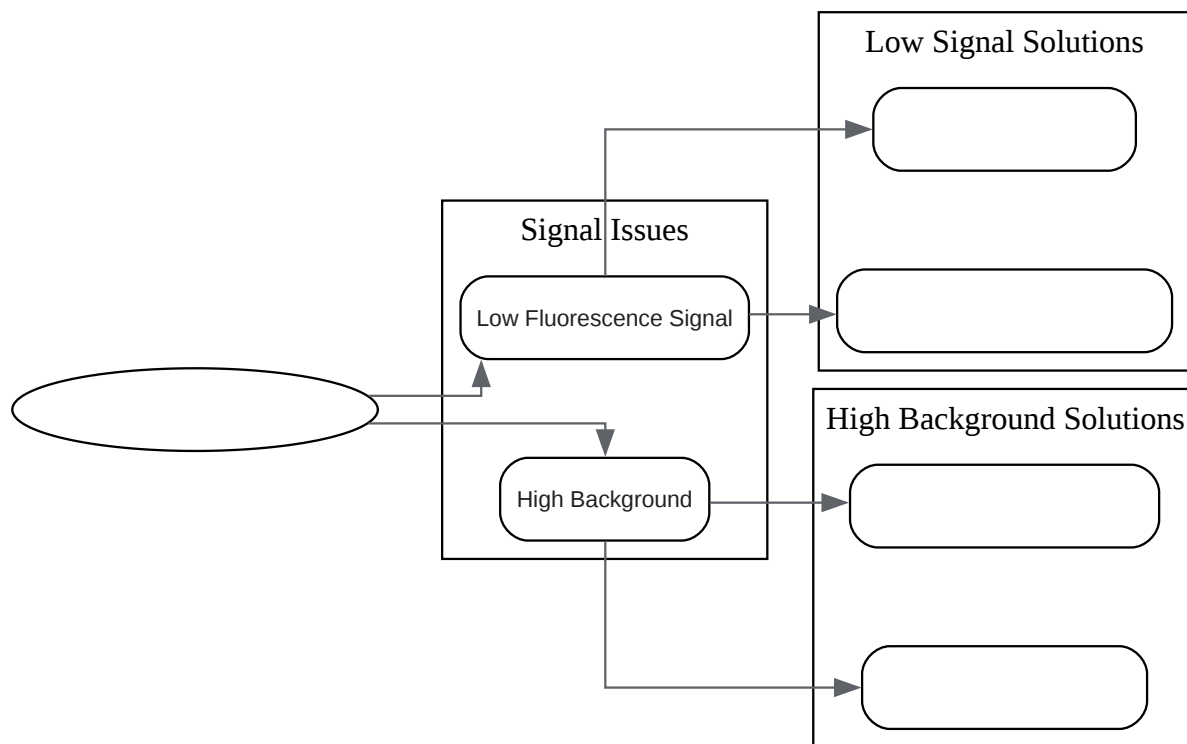 Low Signal Solutions
Signal Issues
Low Fluorescence Signal
High Background Solutions
High Background